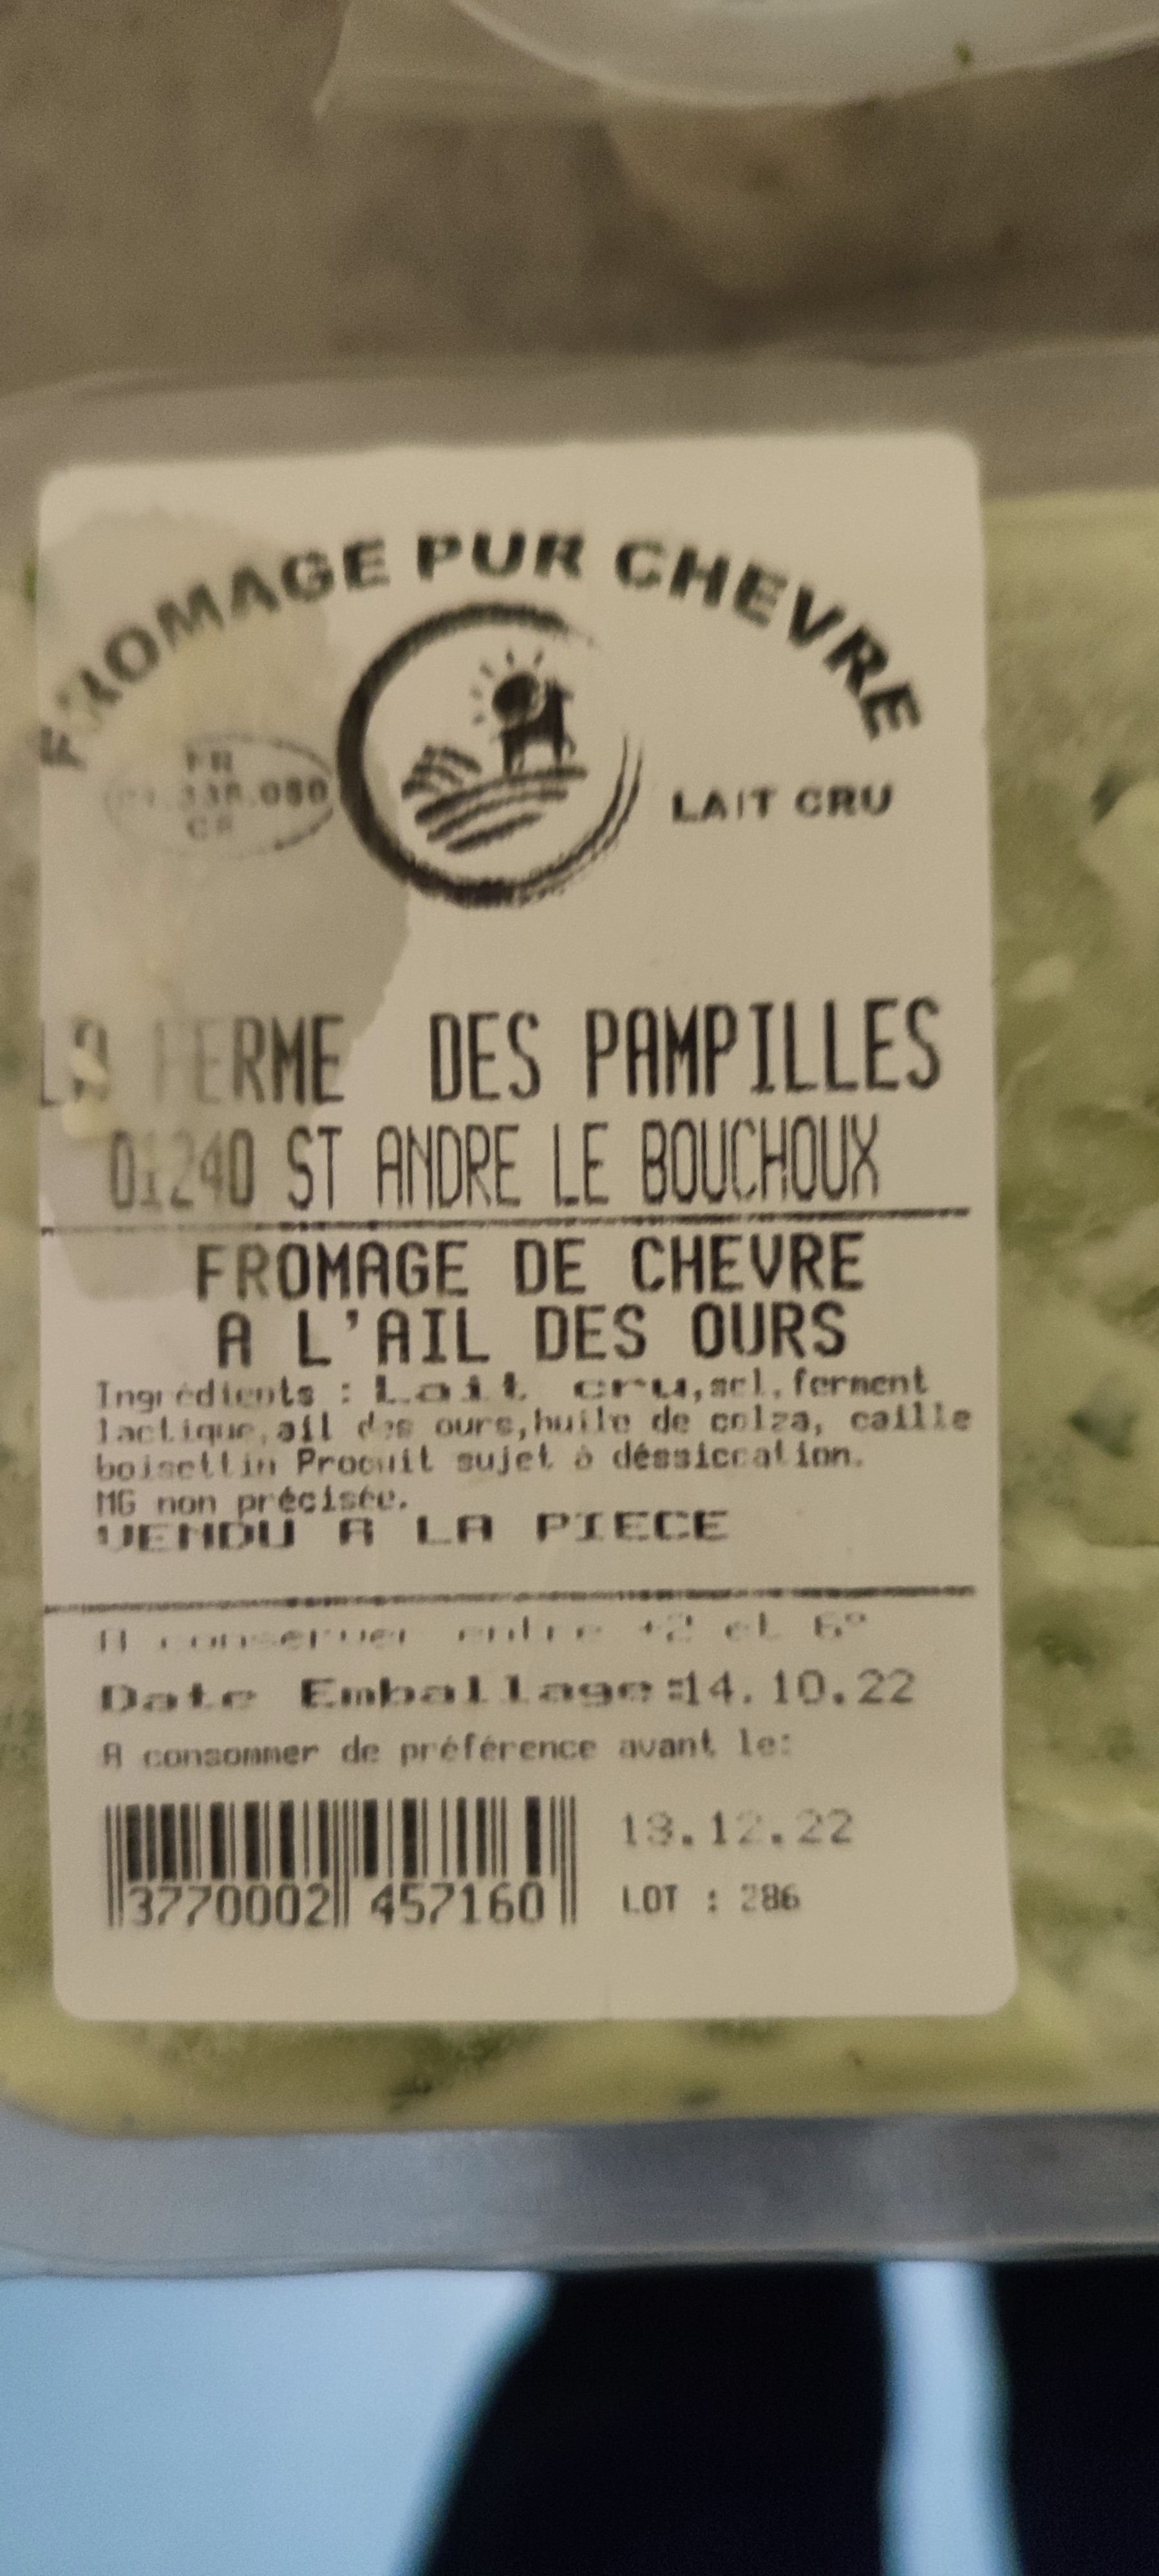 FROMAGE PUR CHEVRE
FR
LAIT CRU
LA FERME DES PAMPILLES
01240 ST ANDRE LE BOUCHOUX
FROMAGE DE CHEVRE
A L'AIL DES OURS
Ingrédients : Lait cru,sel,ferment
lactique,ail des ours,huile de colza, caille
Produit sujet à déssiccation.
MG non précisée.
VENDU A LA PIECE
A conserver entre +2 et 6°
Date Emballage:14.10.22
A consommer de préférence avant le:
13.12.22
3770002 457160
LOT : 286